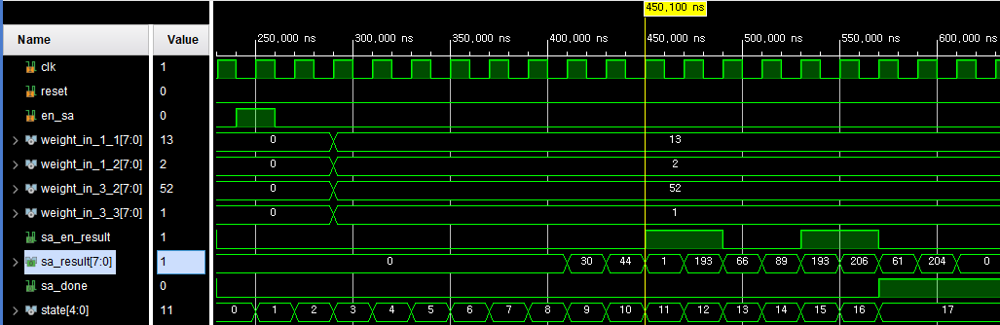 450,100 ns
Name Value
250,000 ns 300,000 ns 350,000 ns 400,000 ns 450,000 ns 500,000 ns 550,000 ns 600,000 ns
clk 1
reset 0
en_sa 0
weight_in_1_1[7:0] 13 0 13
weight_in_1_2[7:0] 2 0 2
weight_in_3_2[7:0] 52 0 52
weight_in_3_3[7:0] 1 0 1
sa_en_result 1
sa_result[7:0] 1 0 30 44 1 193 66 89 193 206 61 204 0
sa_done 0
state[4:0] 11 0 1 2 3 4 5 6 7 8 9 10 11 12 13 14 15 16 17